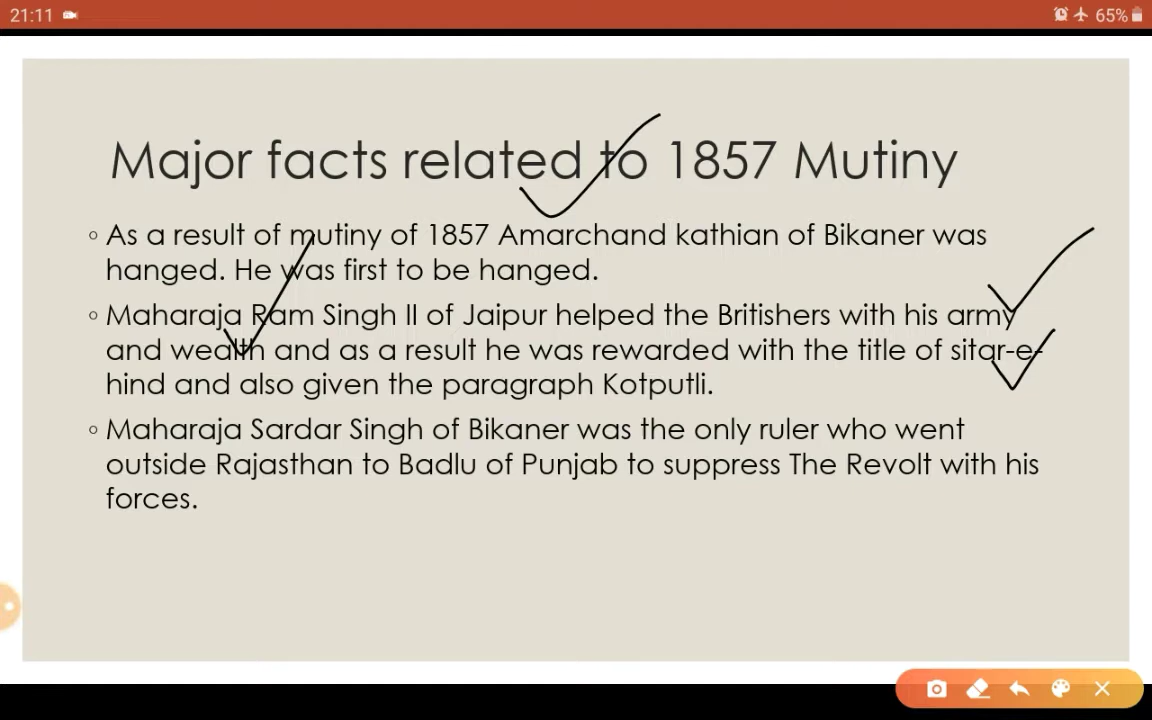 21:11
65%
Major facts related to 1857 Mutiny
◦ As a result of mutiny of 1857 Amarchand kathian of Bikaner was
hanged. He was first to be hanged.
◦ Maharaja Ram Singh II of Jaipur helped the Britishers with his army
and wealth and as a result he was rewarded with the title of sitar-e-
hind and also given the paragraph Kotputli.
◦ Maharaja Sardar Singh of Bikaner was the only ruler who went
outside Rajasthan to Badlu of Punjab to suppress The Revolt with his
forces.